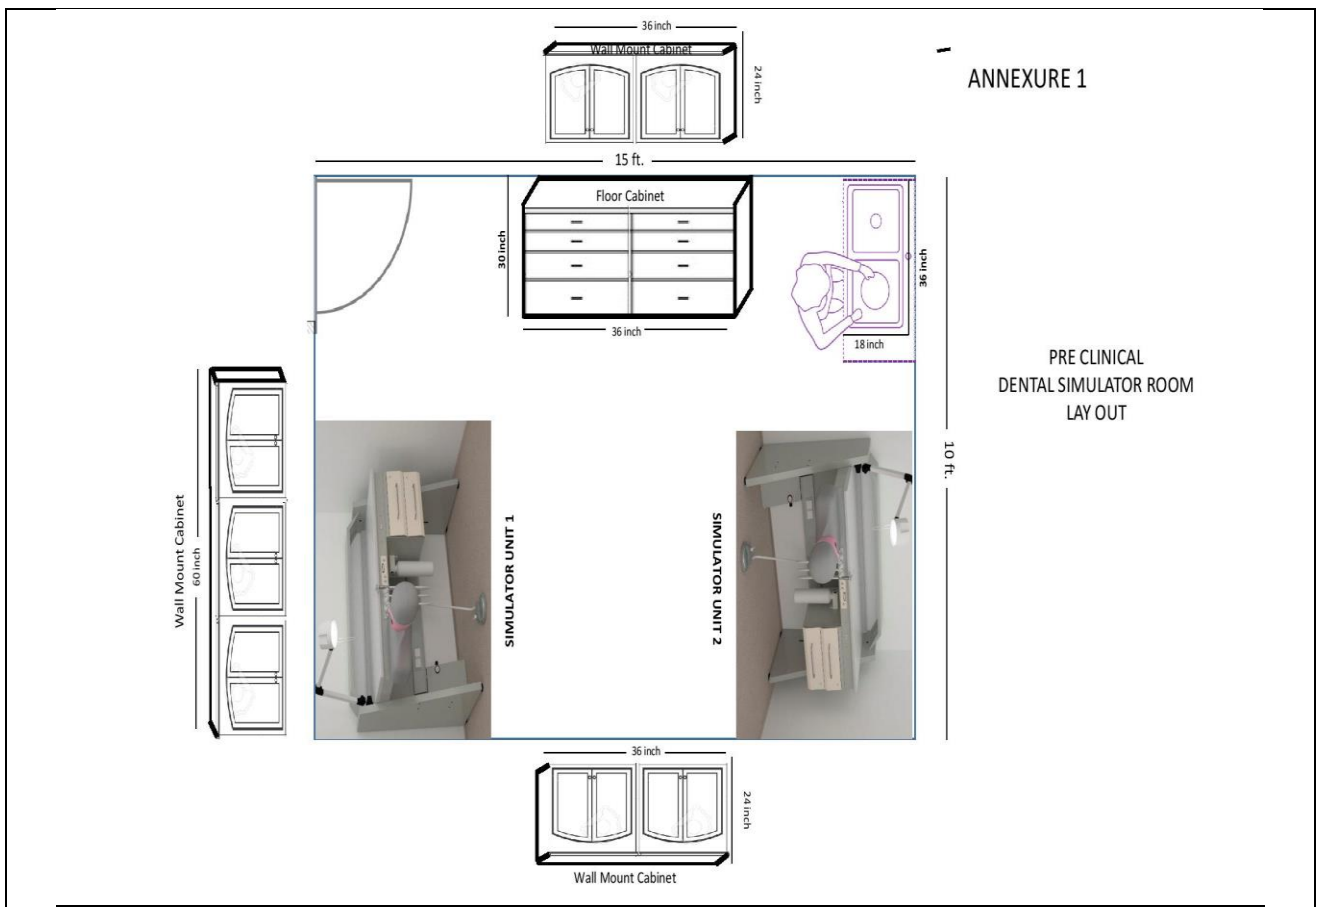 36 inch
Wall Mount Cabinet
24 inch
ANNEXURE 1
15 ft.
Floor Cabinet
30 inch
36 inch
36 inch
18 inch
PRE CLINICAL
DENTAL SIMULATOR ROOM
LAY OUT
10 ft.
Wall Mount Cabinet
60 inch
SIMULATOR UNIT 1
SIMULATOR UNIT 2
36 inch
24 inch
Wall Mount Cabinet